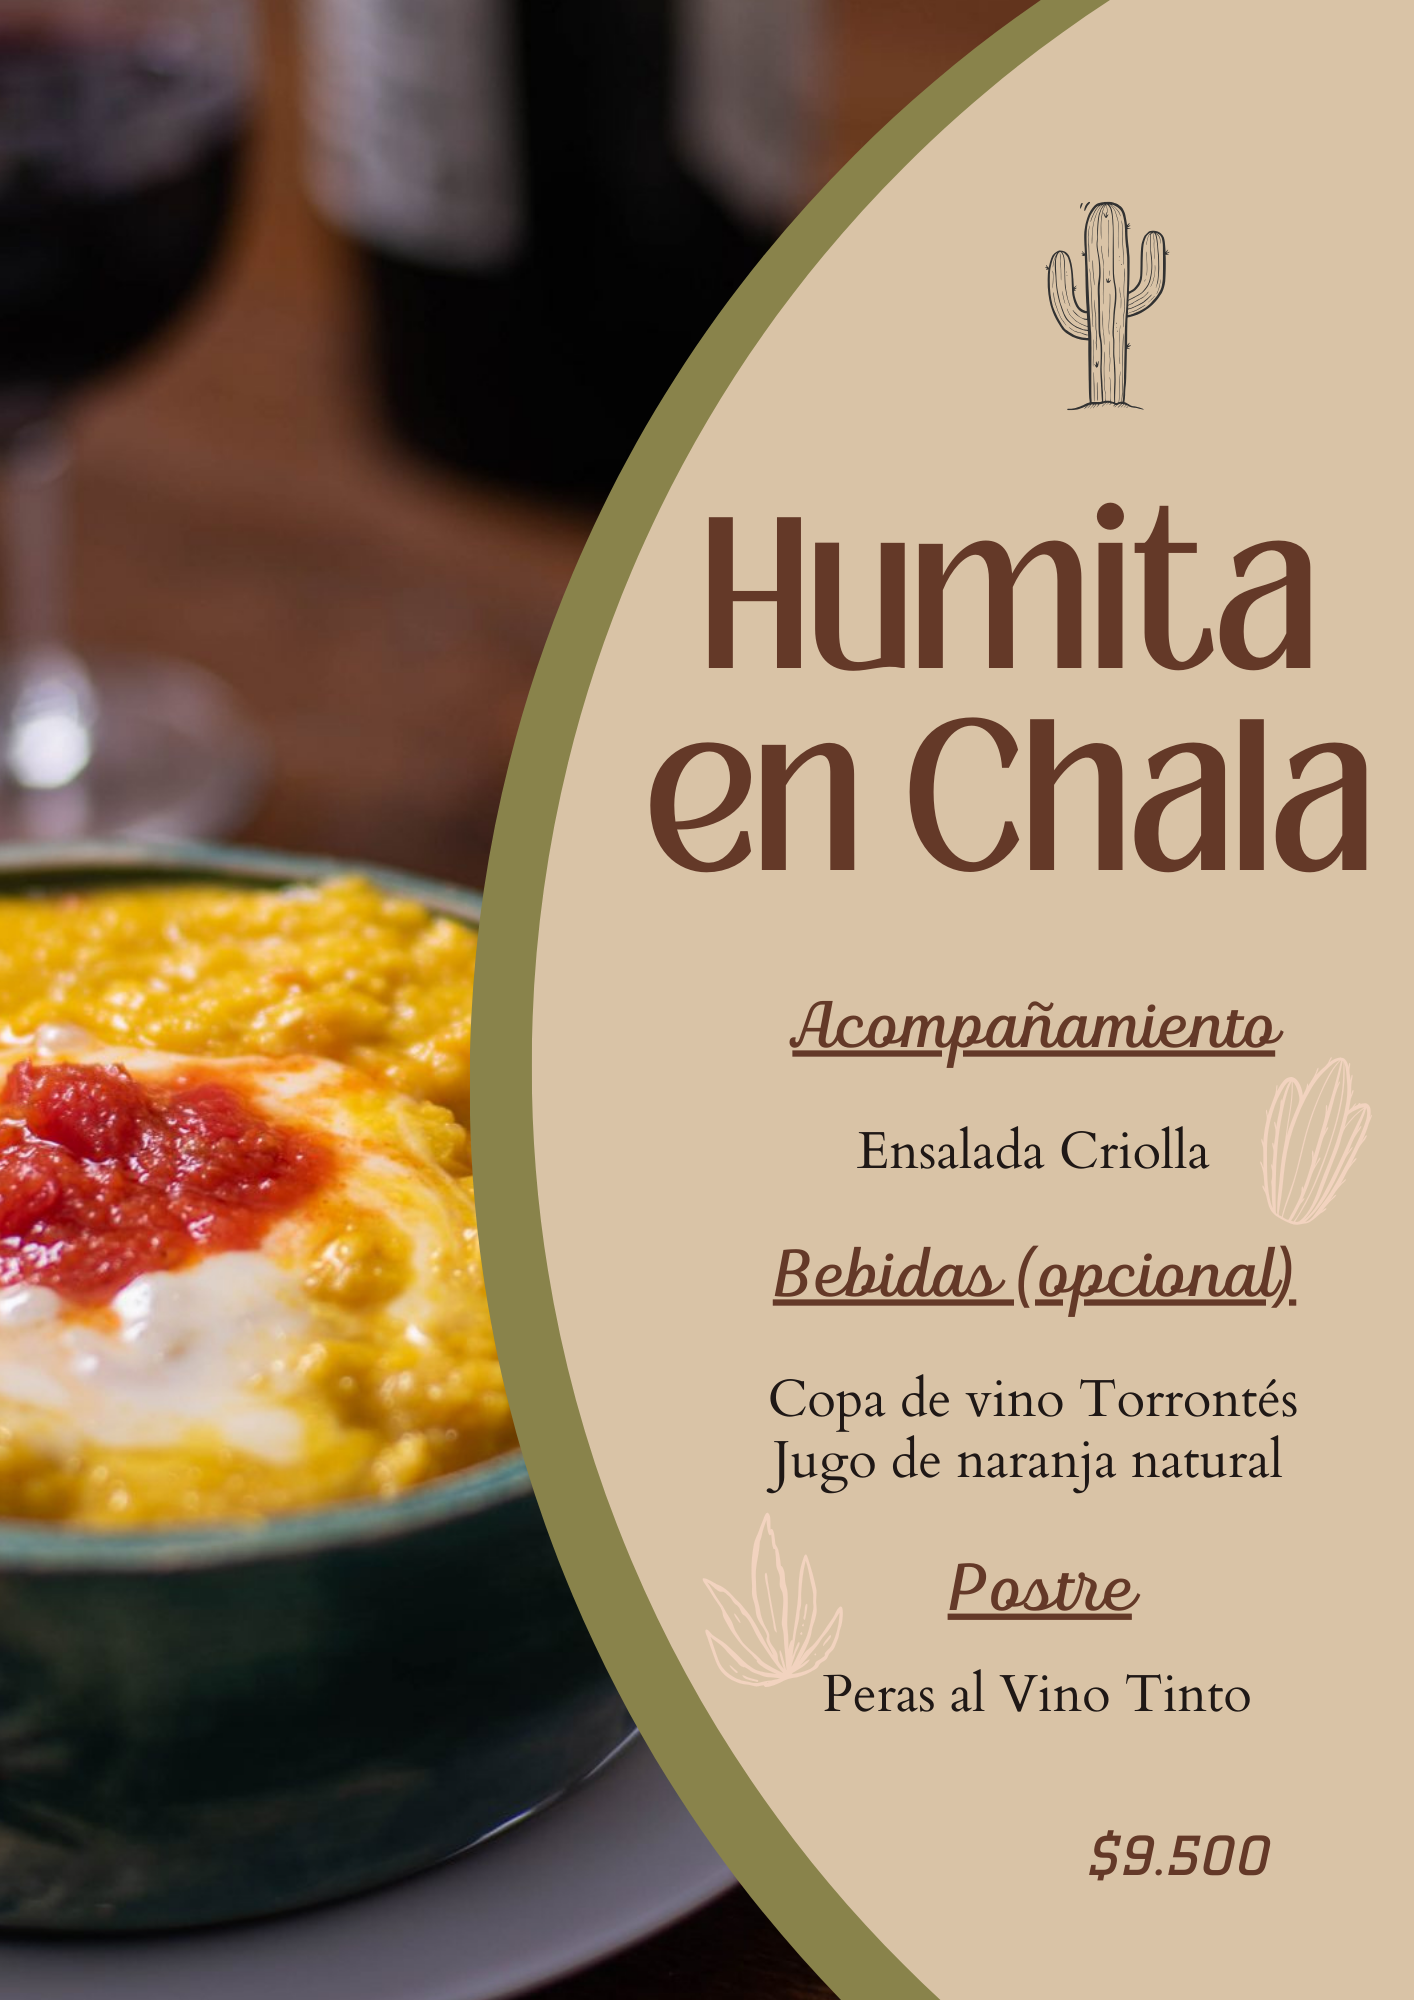 Humita
en Chala
Acompañamiento
Ensalada Criolla
Bebidas (opcional)
Copa de vino Torrontés
Jugo de naranja natural
Postre
Peras al Vino Tinto
$9.500